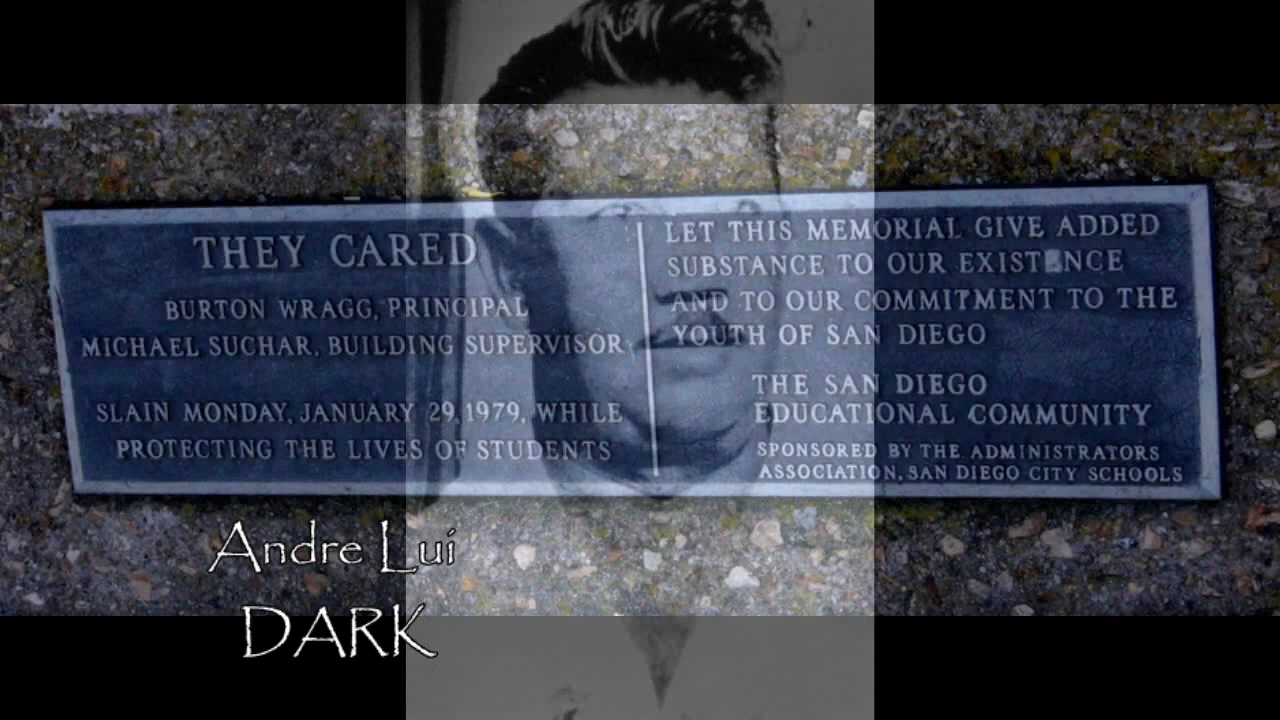 THEY CARED
BURTON WRAGG, PRINCIPAL
MICHAEL SUCHAR, BUILDING SUPERVISOR
SLAIN MONDAY, JANUARY 29, 1979, WHILE
PROTECTING THE LIVES OF STUDENTS
LET THIS MEMORIAL GIVE ADDED
SUBSTANCE TO OUR EXISTENCE
AND TO OUR COMMITMENT TO THE
YOUTH OF SAN DIEGO
THE SAN DIEGO
EDUCATIONAL COMMUNITY
SPONSORED BY THE ADMINISTRATORS
ASSOCIATION, SAN DIEGO CITY SCHOOLS
Andre Lui
DARK